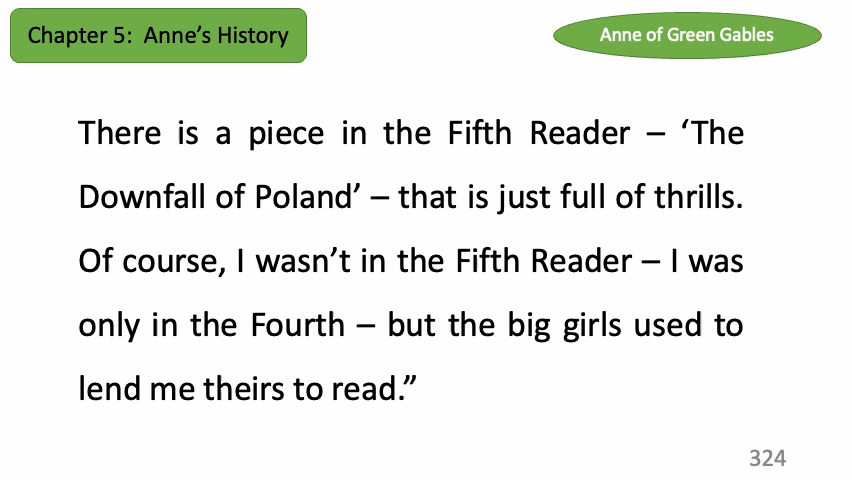 Chapter 5: Anne’s History
Anne of Green Gables
There is a piece in the Fifth Reader – ‘The
Downfall of Poland’ – that is just full of thrills.
Of course, I wasn’t in the Fifth Reader – I was
only in the Fourth – but the big girls used to
lend me theirs to read.”
324